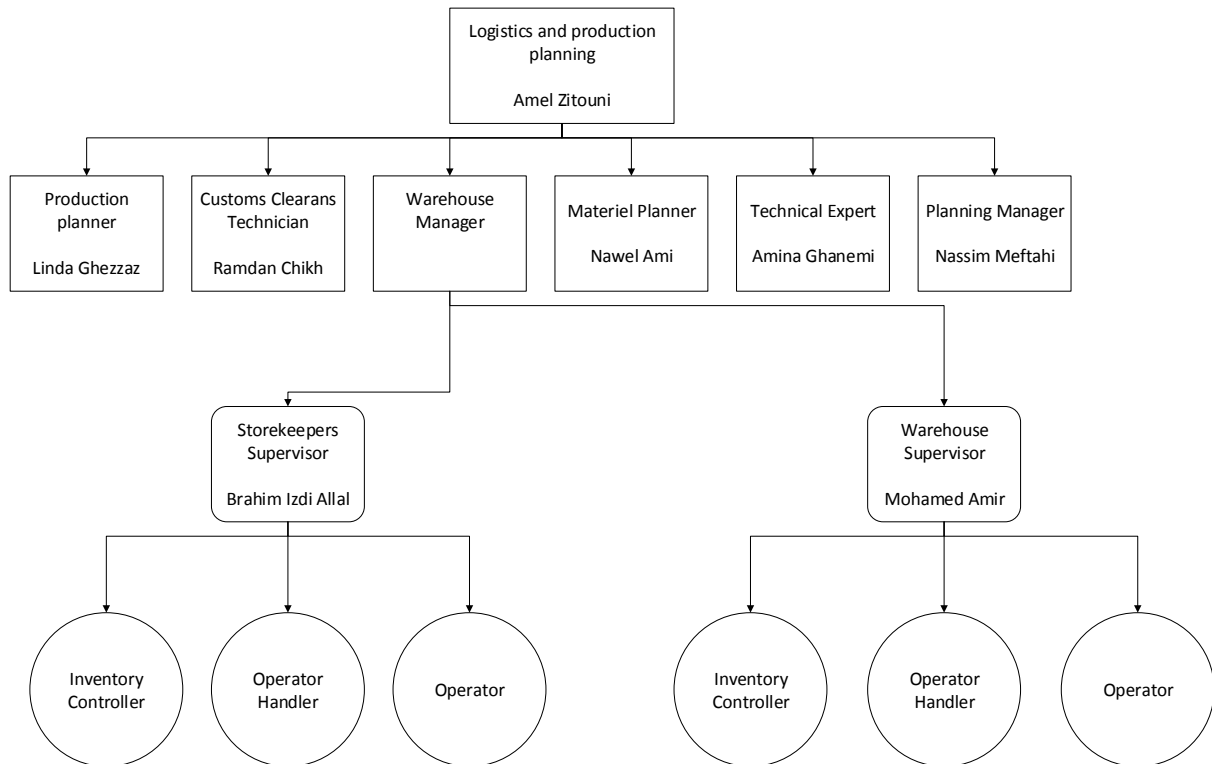 Logistics and production
planning
Amel Zitouni
Production
planner
Linda Ghezzaz
Customs Clearans
Technician
Ramdan Chikh
Warehouse
Manager
Materiel Planner
Nawel Ami
Technical Expert
Amina Ghanemi
Planning Manager
Nassim Meftahi
Storekeepers
Supervisor
Brahim Izdi Allal
Warehouse
Supervisor
Mohamed Amir
Inventory
Controller
Operator
Handler
Operator
Inventory
Controller
Operator
Handler
Operator